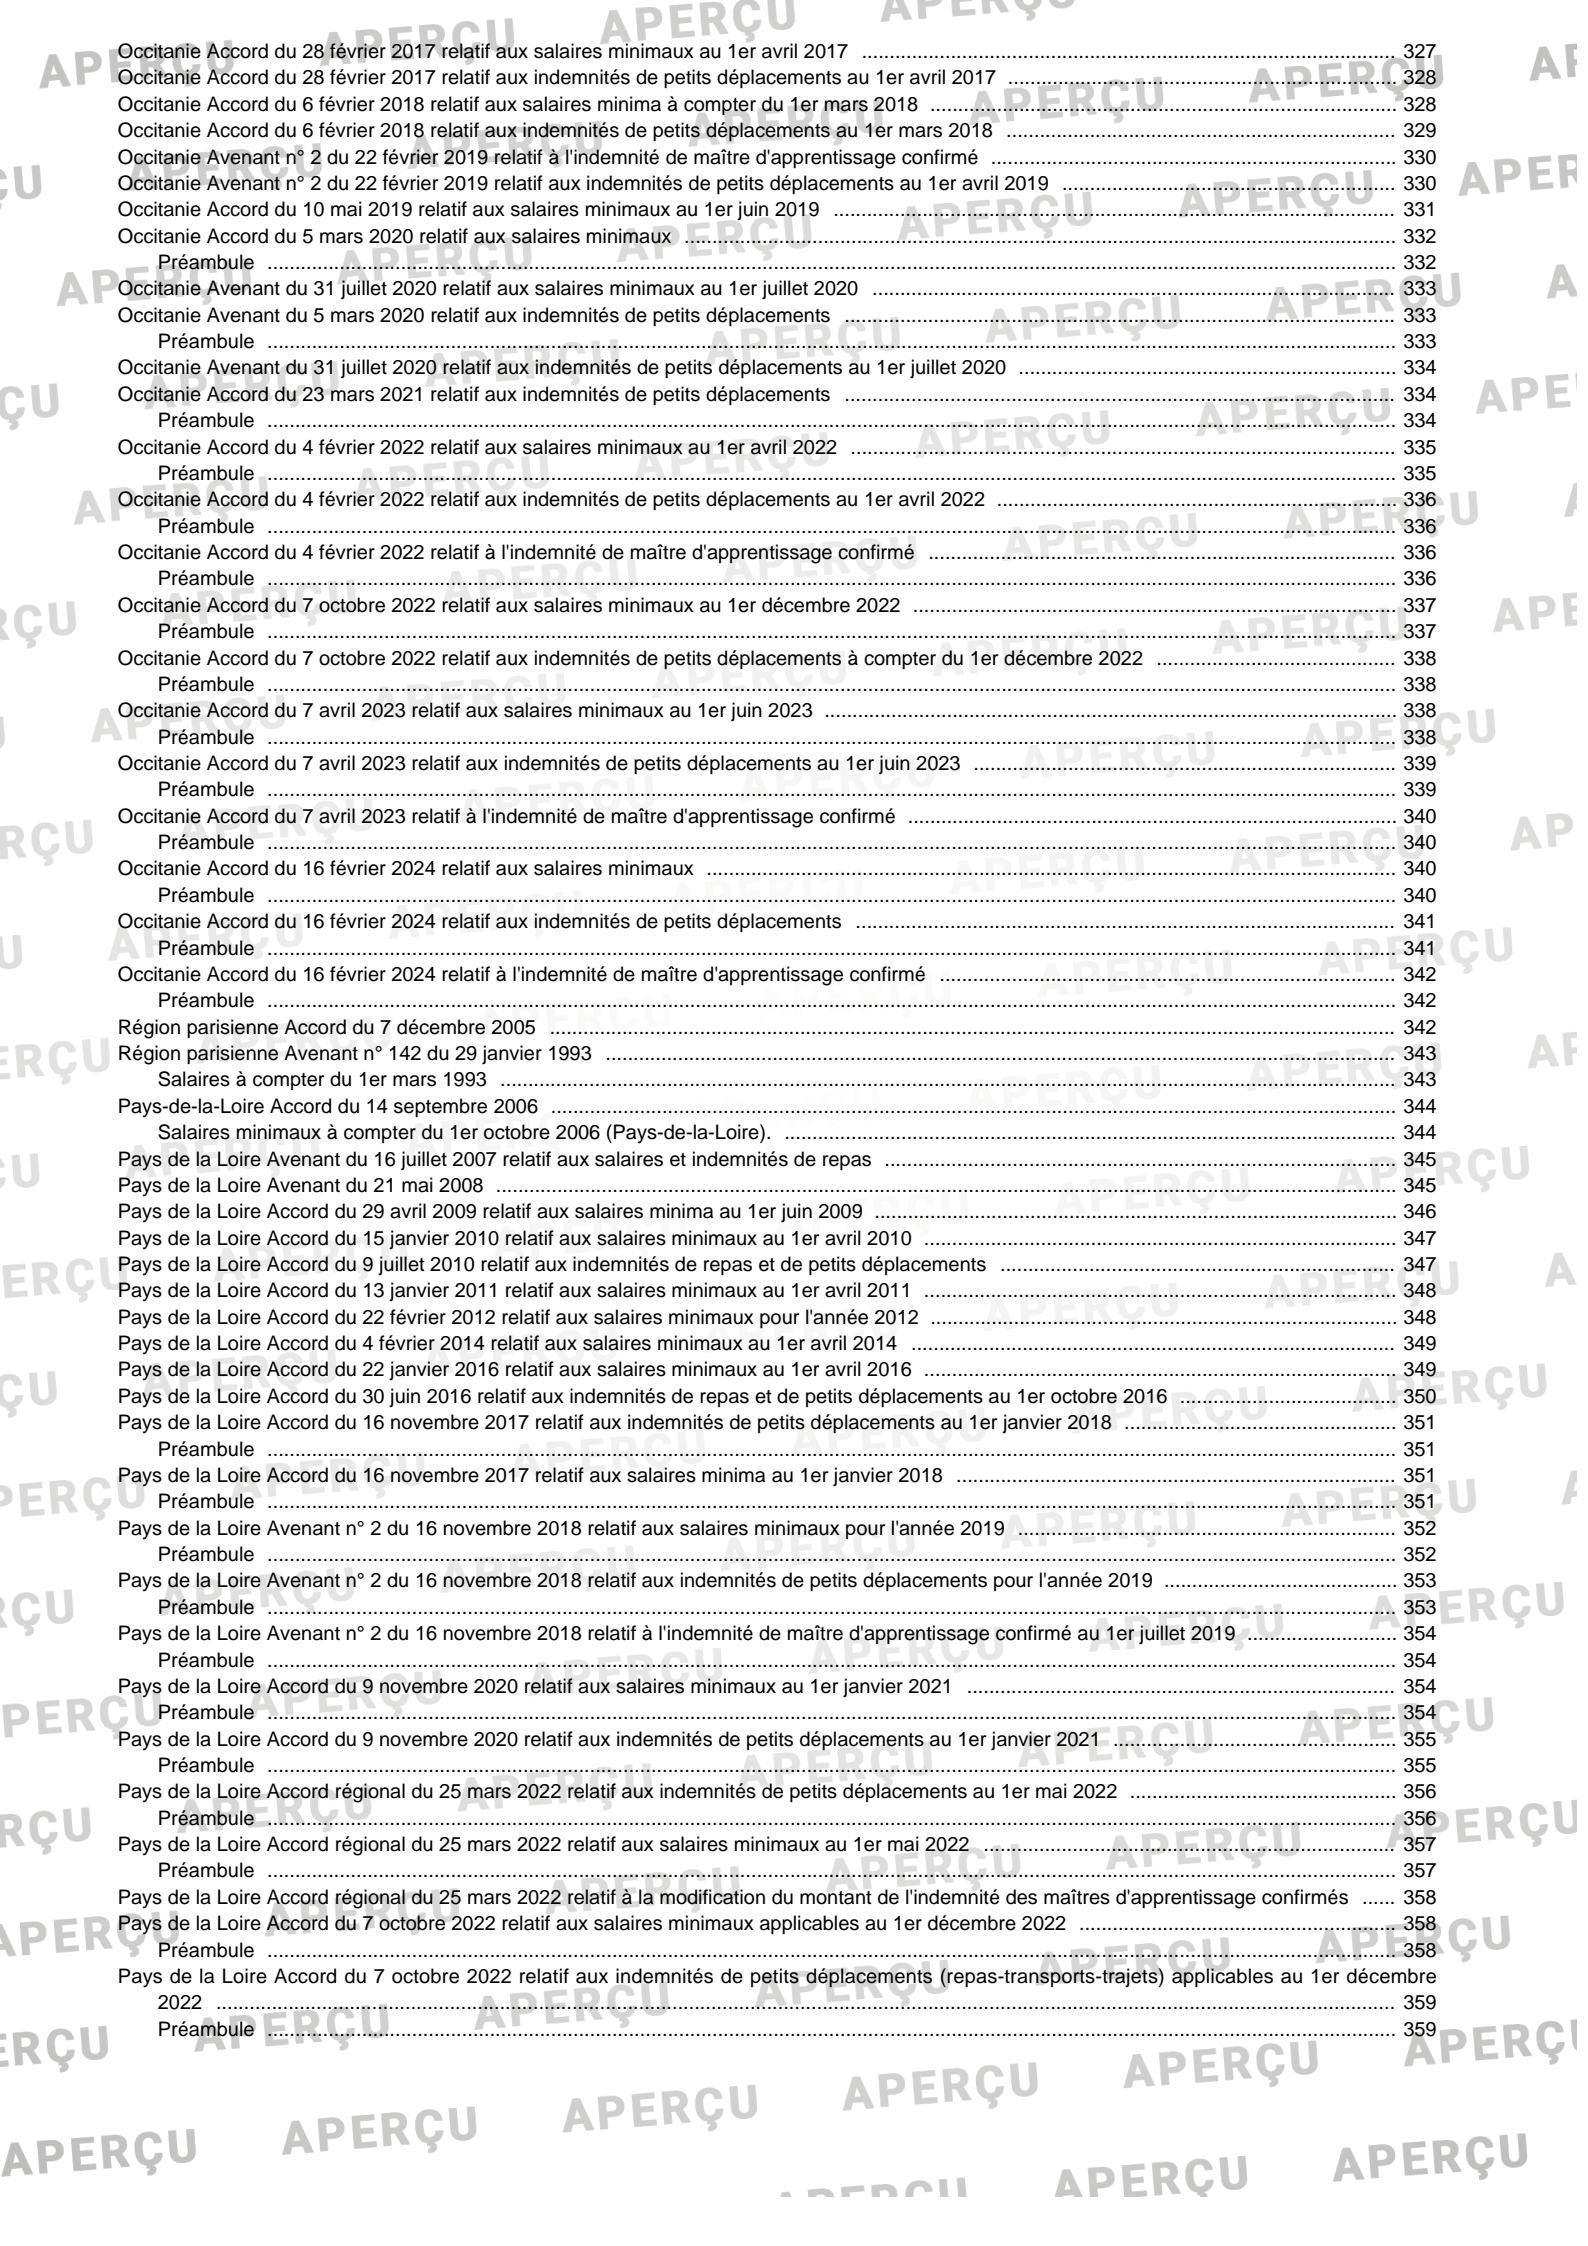 Occitanie Accord du 28 février 2017 relatif aux salaires minimaux au 1er avril 2017 ... 327
Occitanie Accord du 28 février 2017 relatif aux indemnités de petits déplacements au 1er avril 2017 ... 328
Occitanie Accord du 6 février 2018 relatif aux salaires minima à compter du 1er mars 2018 ... 328
Occitanie Accord du 6 février 2018 relatif aux indemnités de petits déplacements au 1er mars 2018 ... 329
Occitanie Avenant n° 2 du 22 février 2019 relatif à l'indemnité de maître d'apprentissage confirmé ... 330
Occitanie Avenant n° 2 du 22 février 2019 relatif aux indemnités de petits déplacements au 1er avril 2019 ... 330
Occitanie Accord du 10 mai 2019 relatif aux salaires minimaux au 1er juin 2019 ... 331
Occitanie Accord du 5 mars 2020 relatif aux salaires minimaux ... 332
Préambule ... 332
Occitanie Avenant du 31 juillet 2020 relatif aux salaires minimaux au 1er juillet 2020 ... 333
Occitanie Avenant du 5 mars 2020 relatif aux indemnités de petits déplacements ... 333
Préambule ... 333
Occitanie Avenant du 31 juillet 2020 relatif aux indemnités de petits déplacements au 1er juillet 2020 ... 334
Occitanie Accord du 23 mars 2021 relatif aux indemnités de petits déplacements ... 334
Préambule ... 334
Occitanie Accord du 4 février 2022 relatif aux salaires minimaux au 1er avril 2022 ... 335
Préambule ... 335
Occitanie Accord du 4 février 2022 relatif aux indemnités de petits déplacements au 1er avril 2022 ... 336
Préambule ... 336
Occitanie Accord du 4 février 2022 relatif à l'indemnité de maître d'apprentissage confirmé ... 336
Préambule ... 336
Occitanie Accord du 7 octobre 2022 relatif aux salaires minimaux au 1er décembre 2022 ... 337
Préambule ... 337
Occitanie Accord du 7 octobre 2022 relatif aux indemnités de petits déplacements à compter du 1er décembre 2022 ... 338
Préambule ... 338
Occitanie Accord du 7 avril 2023 relatif aux salaires minimaux au 1er juin 2023 ... 338
Préambule ... 338
Occitanie Accord du 7 avril 2023 relatif aux indemnités de petits déplacements au 1er juin 2023 ... 339
Préambule ... 339
Occitanie Accord du 7 avril 2023 relatif à l'indemnité de maître d'apprentissage confirmé ... 340
Préambule ... 340
Occitanie Accord du 16 février 2024 relatif aux salaires minimaux ... 340
Préambule ... 340
Occitanie Accord du 16 février 2024 relatif aux indemnités de petits déplacements ... 341
Préambule ... 341
Occitanie Accord du 16 février 2024 relatif à l'indemnité de maître d'apprentissage confirmé ... 342
Préambule ... 342
Région parisienne Accord du 7 décembre 2005 ... 342
Région parisienne Avenant n° 142 du 29 janvier 1993 ... 343
Salaires à compter du 1er mars 1993 ... 343
Pays-de-la-Loire Accord du 14 septembre 2006 ... 344
Salaires minimaux à compter du 1er octobre 2006 (Pays-de-la-Loire). ... 344
Pays de la Loire Avenant du 16 juillet 2007 relatif aux salaires et indemnités de repas ... 345
Pays de la Loire Avenant du 21 mai 2008 ... 345
Pays de la Loire Accord du 29 avril 2009 relatif aux salaires minima au 1er juin 2009 ... 346
Pays de la Loire Accord du 15 janvier 2010 relatif aux salaires minimaux au 1er avril 2010 ... 347
Pays de la Loire Accord du 9 juillet 2010 relatif aux indemnités de repas et de petits déplacements ... 347
Pays de la Loire Accord du 13 janvier 2011 relatif aux salaires minimaux au 1er avril 2011 ... 348
Pays de la Loire Accord du 22 février 2012 relatif aux salaires minimaux pour l'année 2012 ... 348
Pays de la Loire Accord du 4 février 2014 relatif aux salaires minimaux au 1er avril 2014 ... 349
Pays de la Loire Accord du 22 janvier 2016 relatif aux salaires minimaux au 1er avril 2016 ... 349
Pays de la Loire Accord du 30 juin 2016 relatif aux indemnités de repas et de petits déplacements au 1er octobre 2016 ... 350
Pays de la Loire Accord du 16 novembre 2017 relatif aux indemnités de petits déplacements au 1er janvier 2018 ... 351
Préambule ... 351
Pays de la Loire Accord du 16 novembre 2017 relatif aux salaires minima au 1er janvier 2018 ... 351
Préambule ... 351
Pays de la Loire Avenant n° 2 du 16 novembre 2018 relatif aux salaires minimaux pour l'année 2019 ... 352
Préambule ... 352
Pays de la Loire Avenant n° 2 du 16 novembre 2018 relatif aux indemnités de petits déplacements pour l'année 2019 ... 353
Préambule ... 353
Pays de la Loire Avenant n° 2 du 16 novembre 2018 relatif à l'indemnité de maître d'apprentissage confirmé au 1er juillet 2019 ... 354
Préambule ... 354
Pays de la Loire Accord du 9 novembre 2020 relatif aux salaires minimaux au 1er janvier 2021 ... 354
Préambule ... 354
Pays de la Loire Accord du 9 novembre 2020 relatif aux indemnités de petits déplacements au 1er janvier 2021 ... 355
Préambule ... 355
Pays de la Loire Accord régional du 25 mars 2022 relatif aux indemnités de petits déplacements au 1er mai 2022 ... 356
Préambule ... 356
Pays de la Loire Accord régional du 25 mars 2022 relatif aux salaires minimaux au 1er mai 2022 ... 357
Préambule ... 357
Pays de la Loire Accord régional du 25 mars 2022 relatif à la modification du montant de l'indemnité des maîtres d'apprentissage confirmés ...... 358
Pays de la Loire Accord du 7 octobre 2022 relatif aux salaires minimaux applicables au 1er décembre 2022 ... 358
Préambule ... 358
Pays de la Loire Accord du 7 octobre 2022 relatif aux indemnités de petits déplacements (repas-transports-trajets) applicables au 1er décembre
2022 ... 359
Préambule ... 359
APERÇU